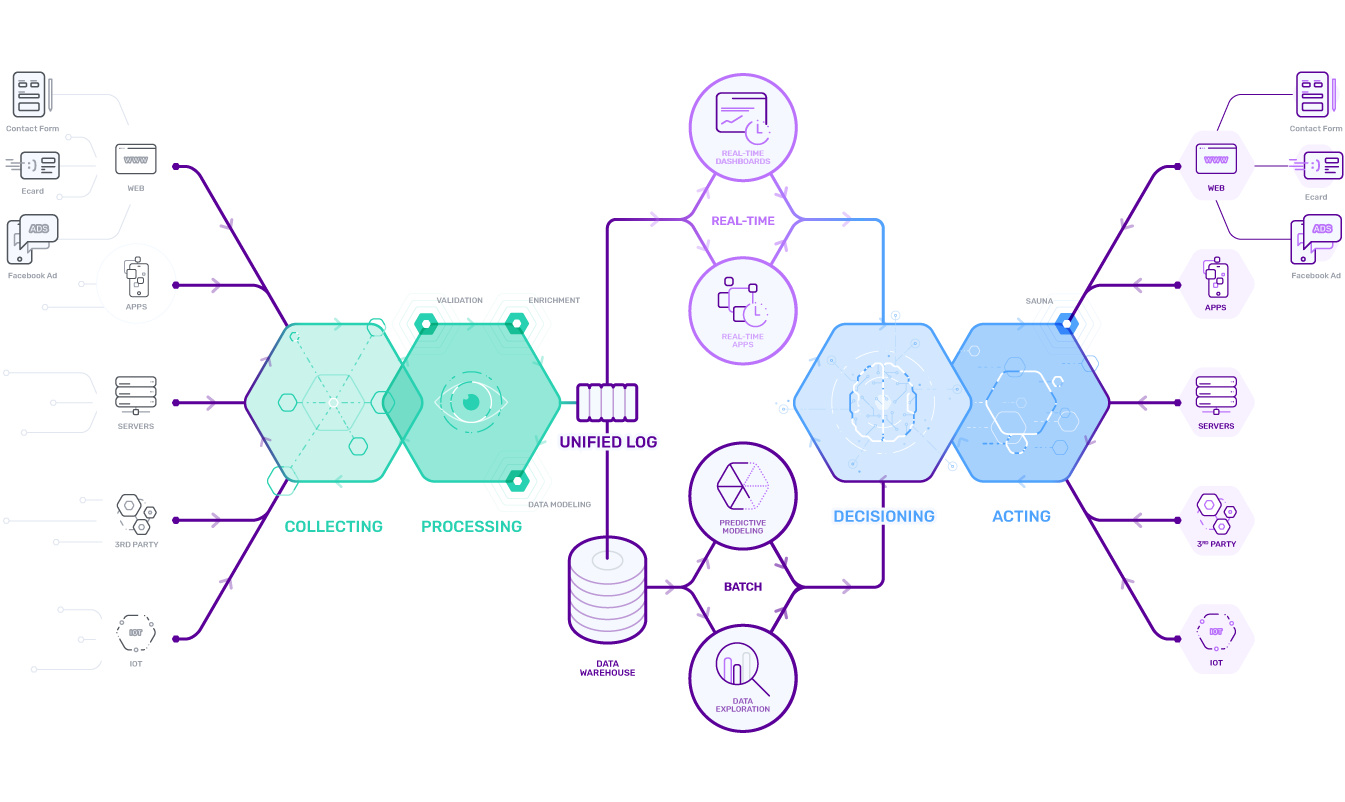 Contact Form
Ecard
Facebook Ad
ADS
:)
WWW
WEB
APPS
SERVERS
3RD PARTY
IOT
IOT
COLLECTING
VALIDATION
ENRICHMENT
DATA MODELING
PROCESSING
UNIFIED LOG
DATA
WAREHOUSE
REAL-TIME
DASHBOARDS
REAL-TIME
REAL-TIME
APPS
PREDICTIVE
MODELING
BATCH
DATA
EXPLORATION
DECISIONING
SAUNA
ACTING
WWW
WEB
APPS
SERVERS
3RD PARTY
IOT
IOT
Contact Form
:)
Ecard
ADS
Facebook Ad